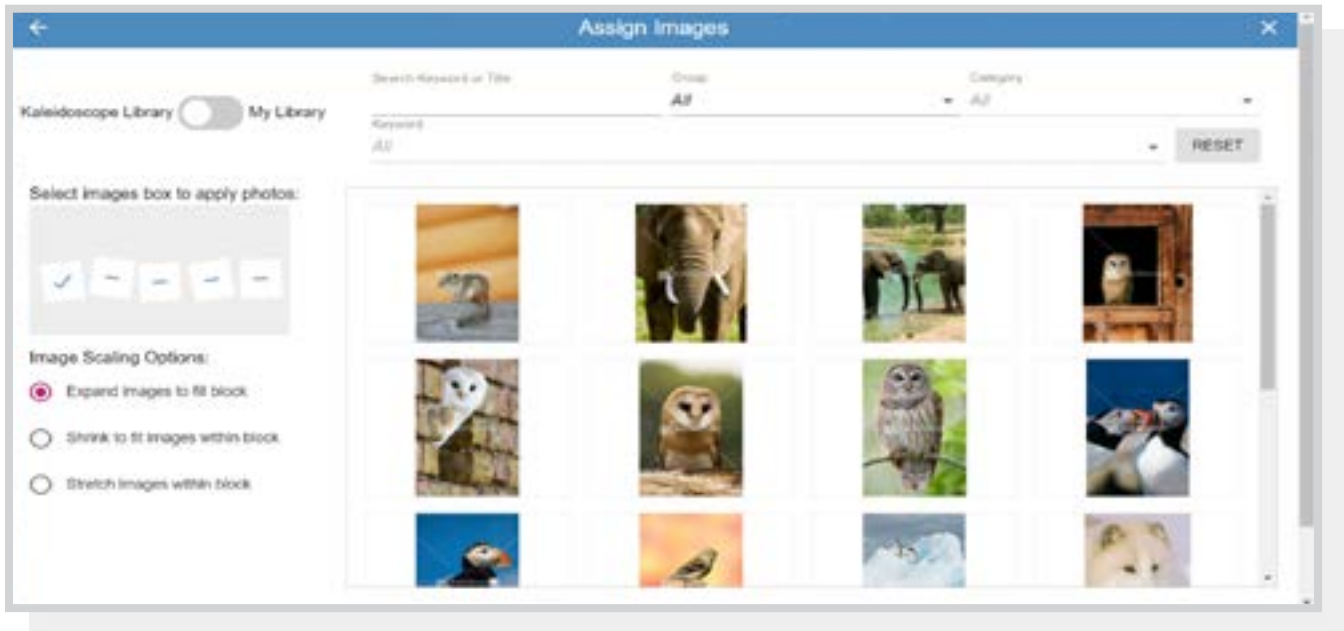 Assign Images
Search Keyword or Title
Group
Category
Kaleidoscope Library
My Library
All
All
Keyword
All
RESET
Select images box to apply photos:
Image Scaling Options:
Expand images to fill block
Shrink to fit images within block
Stretch images within block